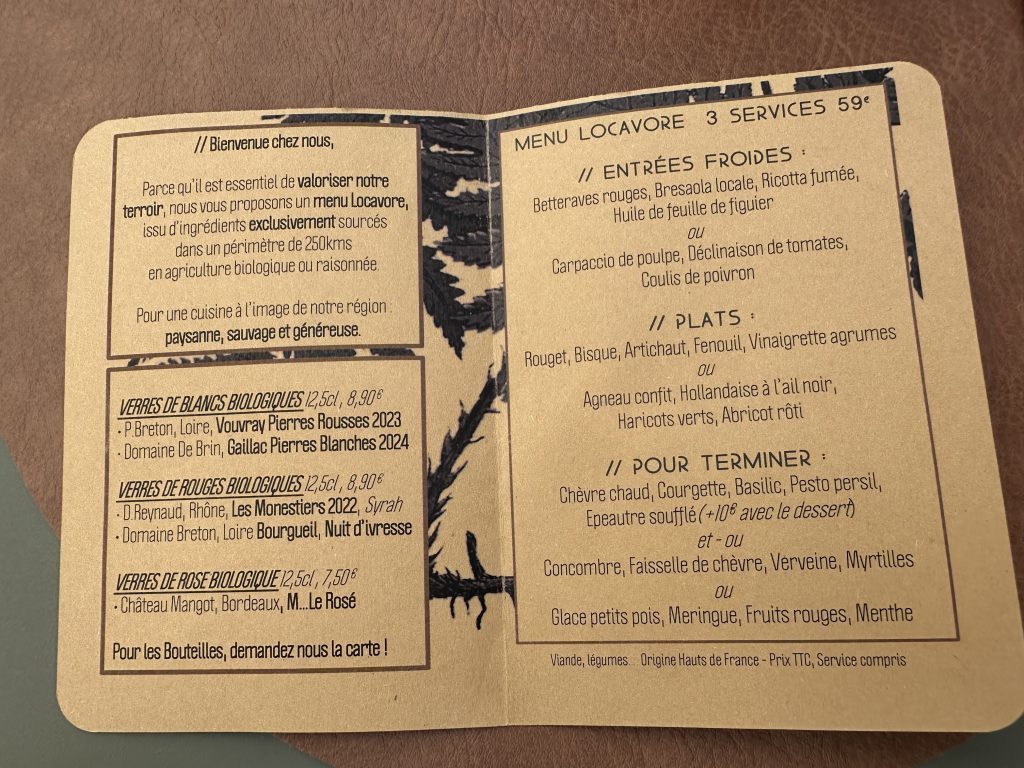 // Bienvenue chez nous,
Parce qu'il est essentiel de valoriser notre
terroir, nous vous proposons un menu Locavore,
issu d'ingrédients exclusivement sourcés
dans un périmètre de 250kms
en agriculture biologique ou raisonnée.
Pour une cuisine à l'image de notre région :
paysanne, sauvage et généreuse.
VERRES DE BLANCS BIOLOGIQUES 12,5cl, 8,90€
• P.Breton, Loire, Vouvray Pierres Rousses 2023
• Domaine De Brin, Gaillac Pierres Blanches 2024
VERRES DE ROUGES BIOLOGIQUES 12,5cl, 8,90€
• D.Reynaud, Rhône, Les Monestiers 2022, Syrah
• Domaine Breton, Loire Bourgueil, Nuit d'ivresse
VERRES DE ROSE BIOLOGIQUE 12,5cl, 7,50€
• Château Mangot, Bordeaux, M...Le Rosé
Pour les Bouteilles, demandez nous la carte !
MENU LOCAVORE 3 SERVICES 59€
// ENTRÉES FROIDES :
Betteraves rouges, Bresaola locale, Ricotta fumée,
Huile de feuille de figuier
ou
Carpaccio de poulpe, Déclinaison de tomates,
Coulis de poivron
// PLATS :
Rouget, Bisque, Artichaut, Fenouil, Vinaigrette agrumes
ou
Agneau confit, Hollandaise à l'ail noir,
Haricots verts, Abricot rôti
// POUR TERMINER :
Chèvre chaud, Courgette, Basilic, Pesto persil,
Epeautre soufflé (+10€ avec le dessert)
et - ou
Concombre, Faisselle de chèvre, Verveine, Myrtilles
ou
Glace petits pois, Meringue, Fruits rouges, Menthe
Viande, légumes... Origine Hauts de France - Prix TTC, Service compris